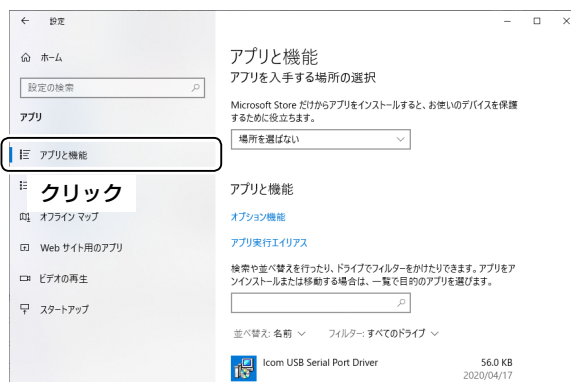 ← 設定
ホーム
設定の検索
アプリ
アプリと機能
クリック
オフライン マップ
Web サイト用のアプリ
ビデオの再生
スタートアップ
アプリと機能
アプリを入手する場所の選択
Microsoft Store だけからアプリをインストールすると、お使いのデバイスを保護
するために役立ちます。
場所を選ばない
アプリと機能
オプション機能
アプリ実行エイリアス
検索や並べ替えを行ったり、ドライブでフィルターをかけたりできます。アプリをア
ンインストールまたは移動する場合は、一覧で目的のアプリを選びます。
並べ替え: 名前 フィルター: すべてのドライブ
Icom USB Serial Port Driver 56.0 KB
2020/04/17